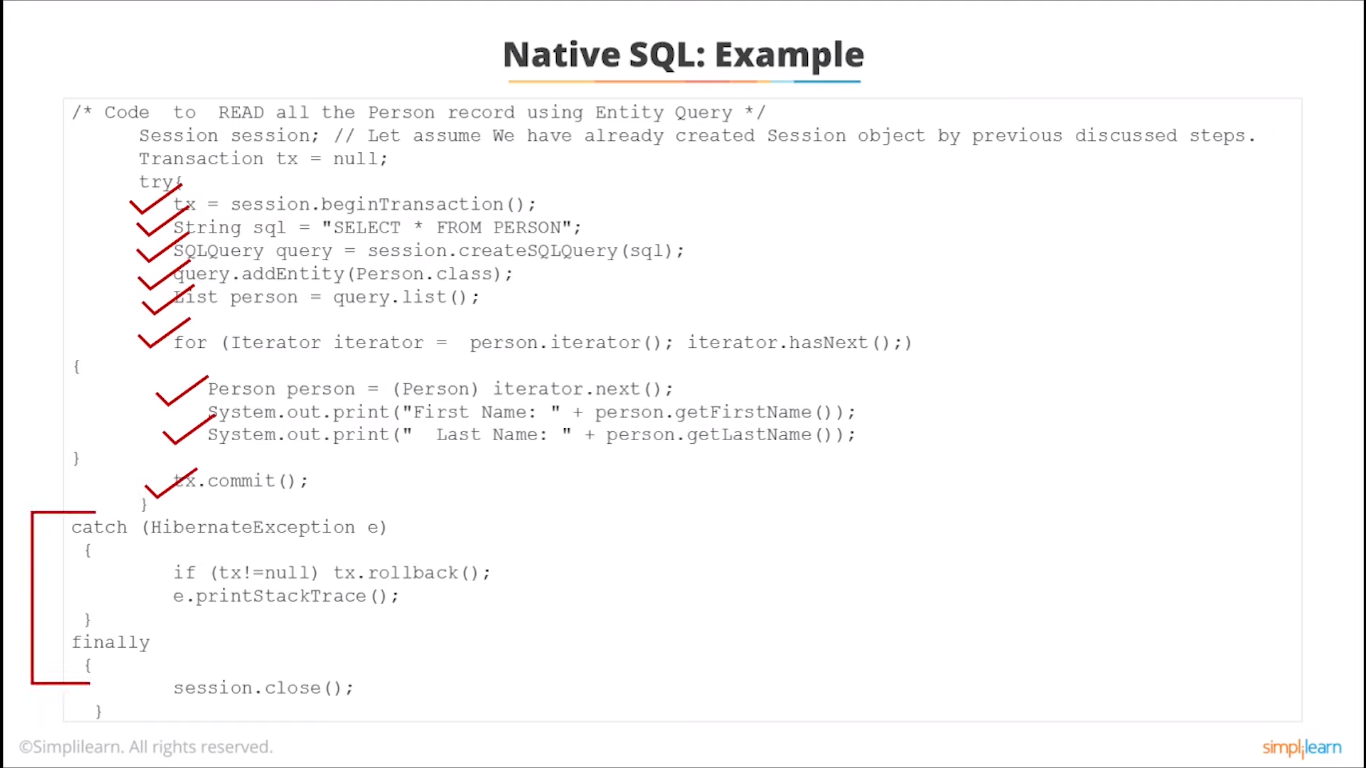 Native SQL: Example
/* Code  to  READ all the Person record using Entity Query */
Session session; // Let assume We have already created Session object by previous discussed steps.
Transaction tx = null;
try{
tx = session.beginTransaction();
String sql = "SELECT * FROM PERSON";
SQLQuery query = session.createSQLQuery(sql);
query.addEntity(Person.class);
List person = query.list();
for (Iterator iterator =  person.iterator(); iterator.hasNext();)
{
Person person = (Person) iterator.next();
System.out.print("First Name: " + person.getFirstName());
System.out.print("  Last Name: " + person.getLastName());
}
tx.commit();
}
catch (HibernateException e)
{
if (tx!=null) tx.rollback();
e.printStackTrace();
}
finally
{
session.close();
}
©Simplilearn. All rights reserved.
simplilearn